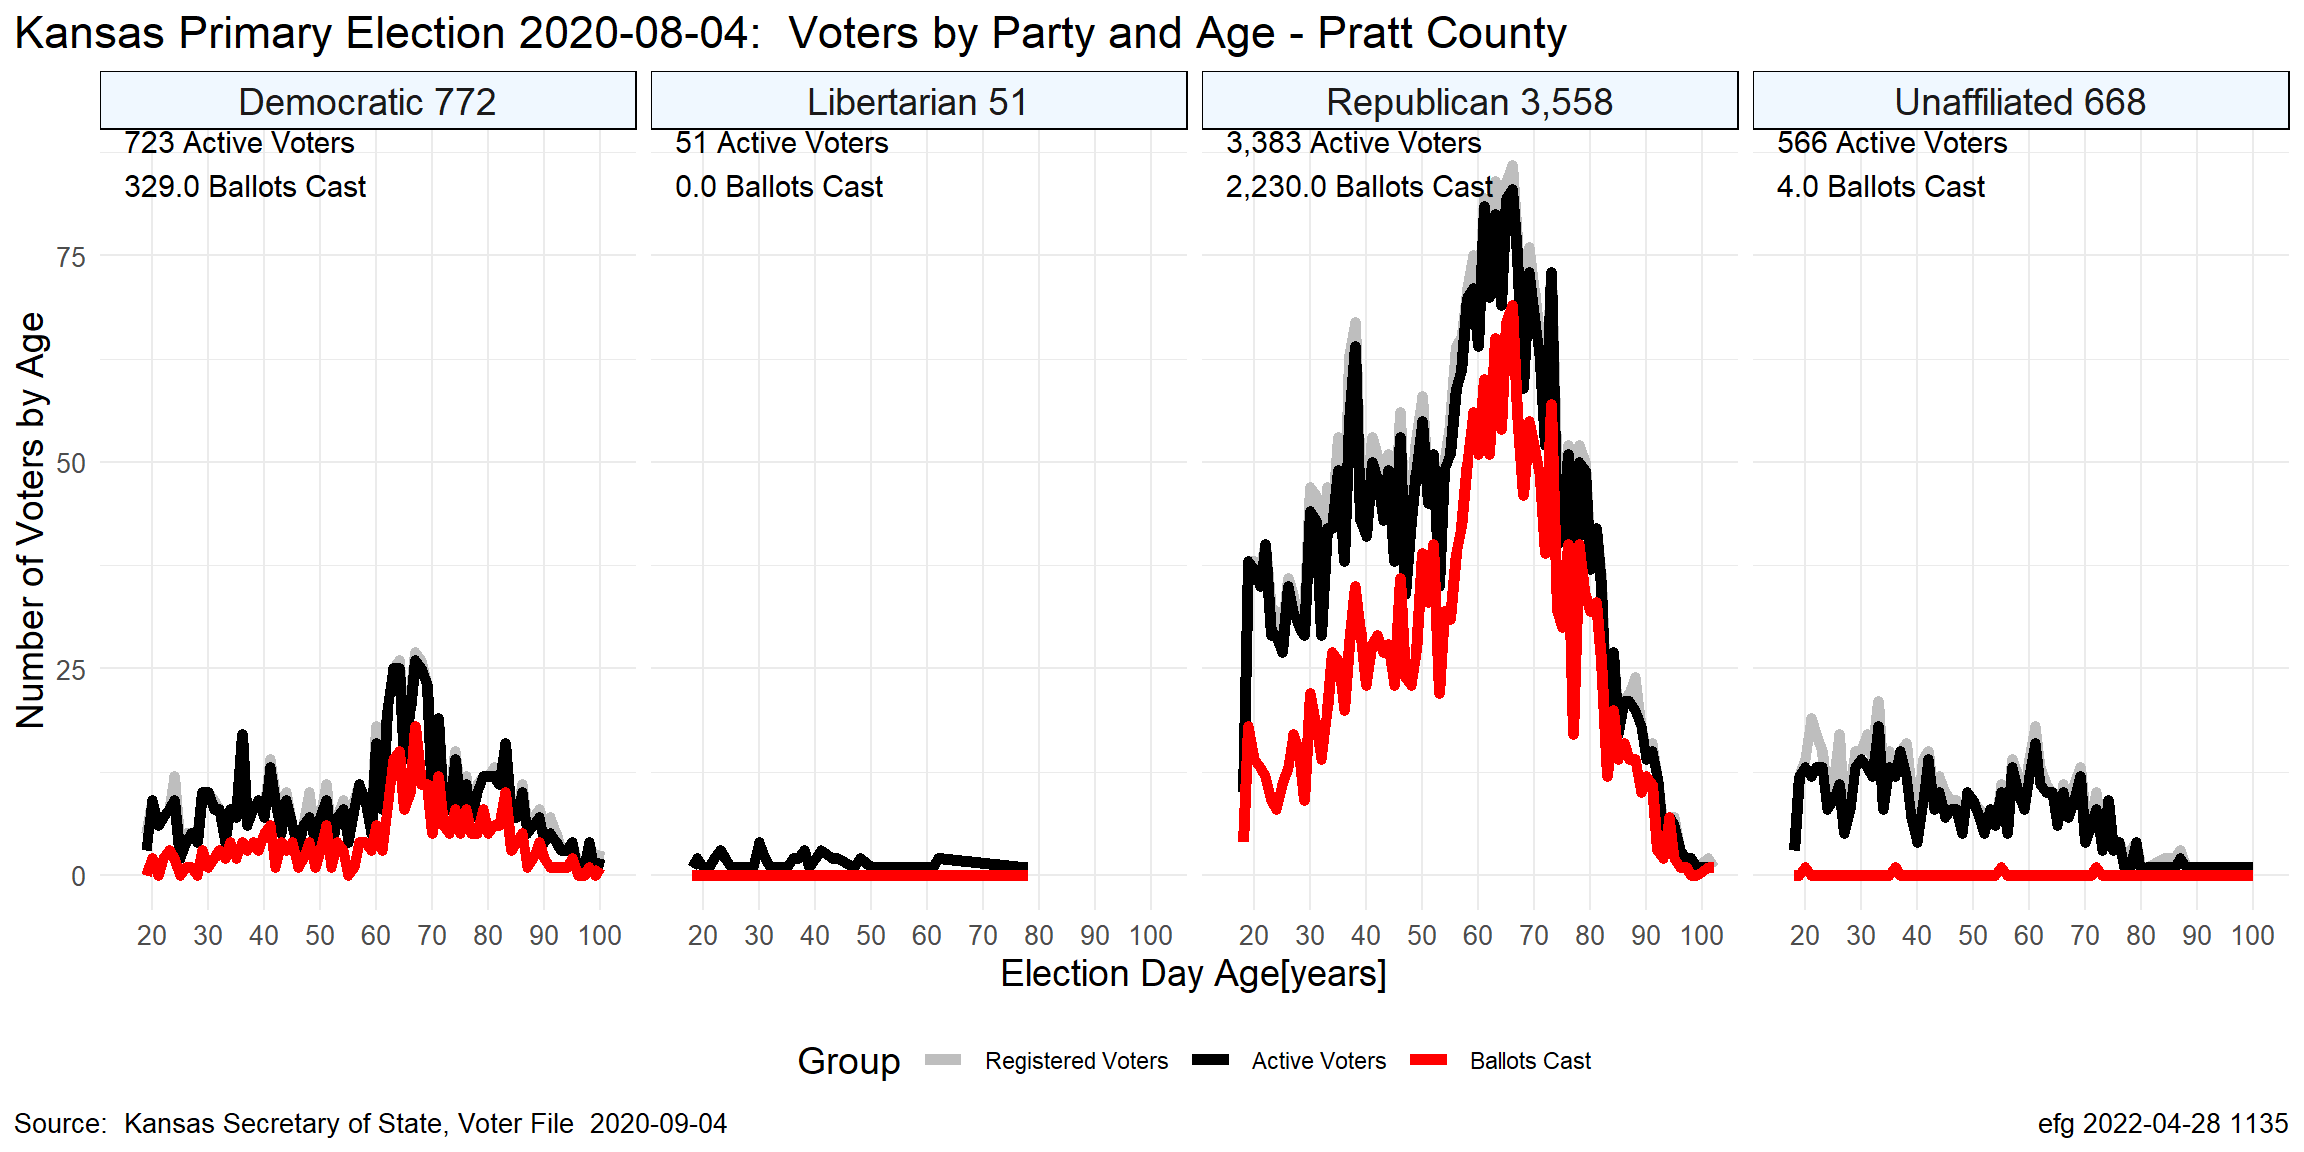 Kansas Primary Election 2020-08-04:  Voters by Party and Age - Pratt County
Democratic 772
Libertarian 51
Republican 3,558
Unaffiliated 668
723 Active Voters
329.0 Ballots Cast
51 Active Voters
0.0 Ballots Cast
3,383 Active Voters
2,230.0 Ballots Cast
566 Active Voters
4.0 Ballots Cast
Number of Voters by Age
75
50
25
0
20 30 40 50 60 70 80 90 100
20 30 40 50 60 70 80 90 100
20 30 40 50 60 70 80 90 100
20 30 40 50 60 70 80 90 100
Election Day Age[years]
Group Registered Voters Active Voters Ballots Cast
Source:  Kansas Secretary of State, Voter File  2020-09-04
efg 2022-04-28 1135